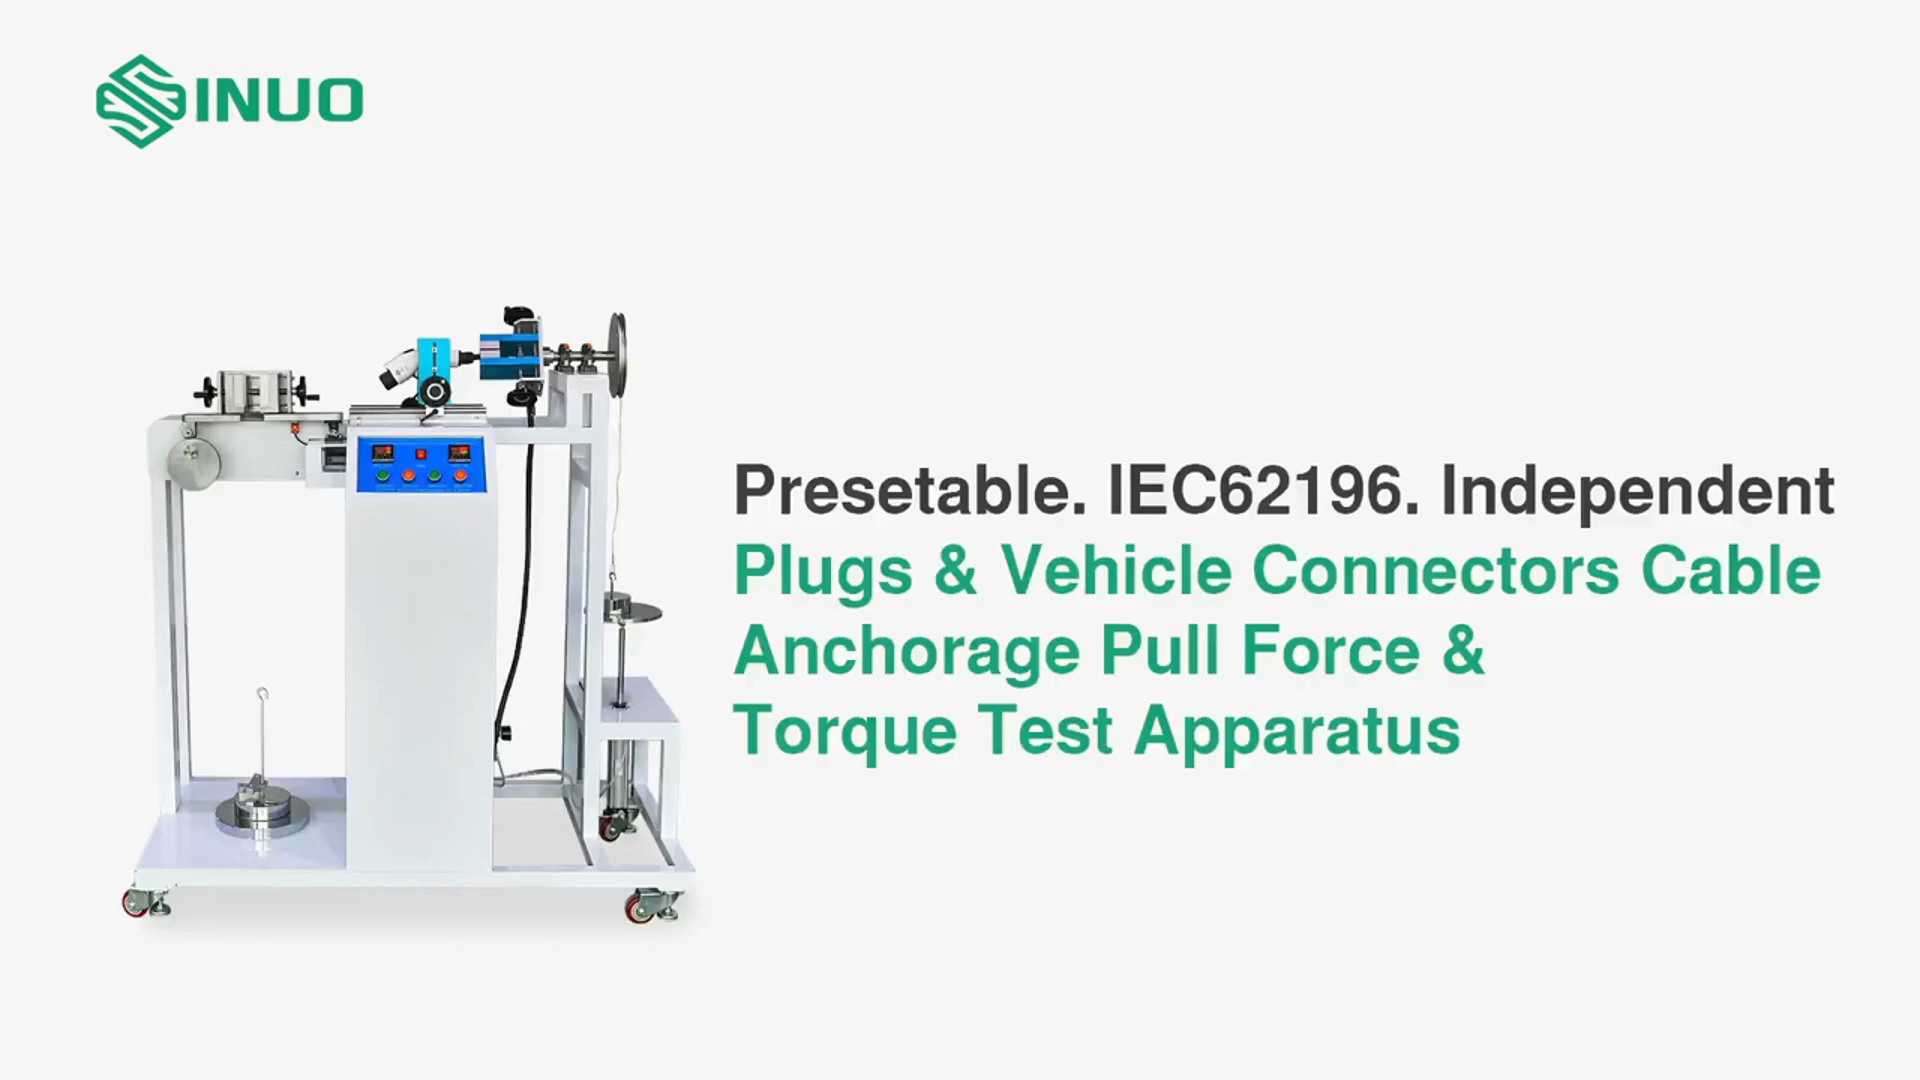 SINUO
Presetable. IEC62196. Independent
Plugs & Vehicle Connectors Cable
Anchorage Pull Force &
Torque Test Apparatus